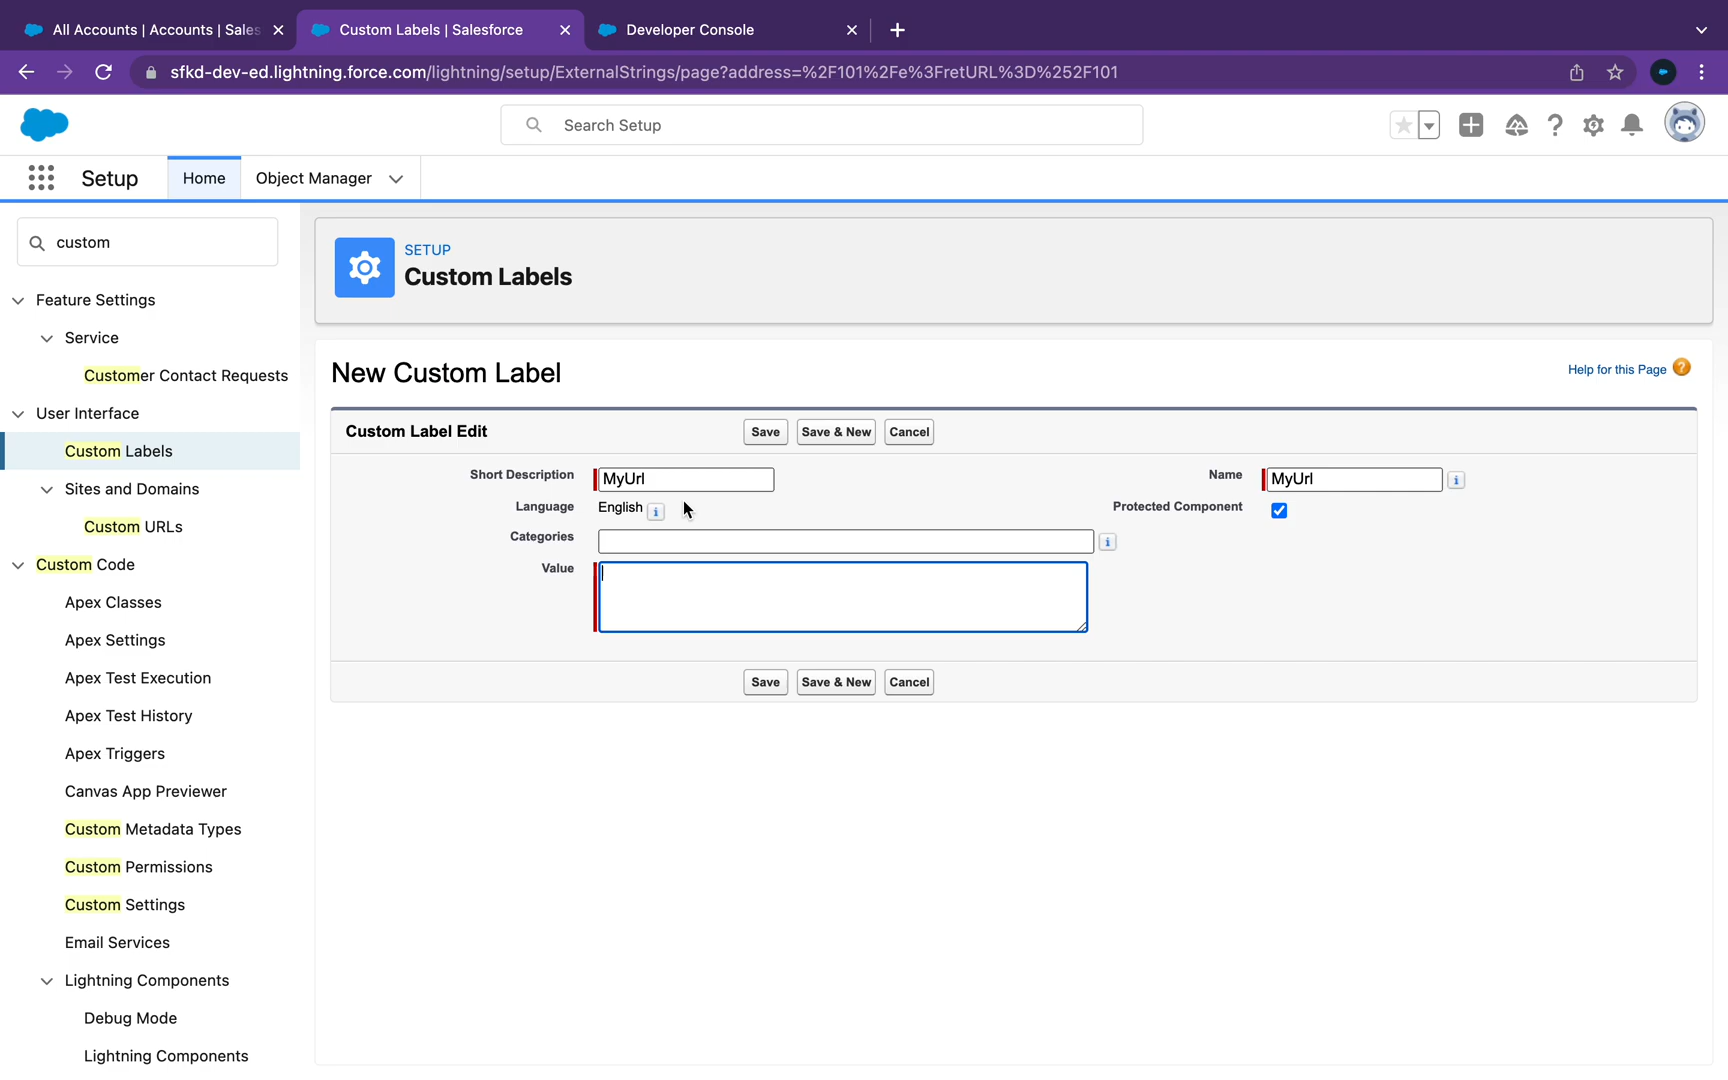 All Accounts | Accounts | Sales
Custom Labels | Salesforce
Developer Console
sfkd-dev-ed.lightning.force.com/lightning/setup/ExternalStrings/page?address=%2F101%2Fe%3FretURL%3D%252F101
Search Setup
Setup
Home
Object Manager
custom
Feature Settings
Service
Customer Contact Requests
User Interface
Custom Labels
Sites and Domains
Custom URLs
Custom Code
Apex Classes
Apex Settings
Apex Test Execution
Apex Test History
Apex Triggers
Canvas App Previewer
Custom Metadata Types
Custom Permissions
Custom Settings
Email Services
Lightning Components
Debug Mode
Lightning Components
SETUP
Custom Labels
New Custom Label
Help for this Page ?
Custom Label Edit
Save
Save & New
Cancel
Short Description MyUrl
Name MyUrl
Language English
Protected Component
Categories
Value
Save
Save & New
Cancel